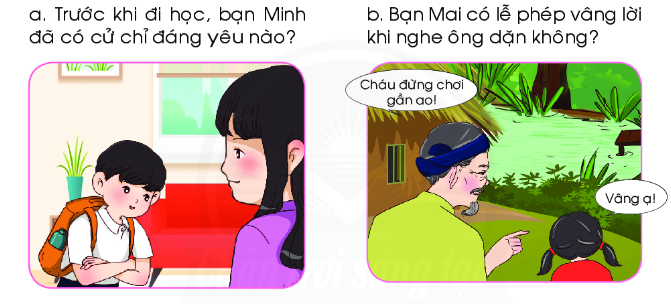 a. Trước khi đi học, bạn Minh
đã có cử chỉ đáng yêu nào?
b. Bạn Mai có lễ phép vâng lời
khi nghe ông dặn không?
Cháu đừng chơi
gần ao!
Vâng ạ!